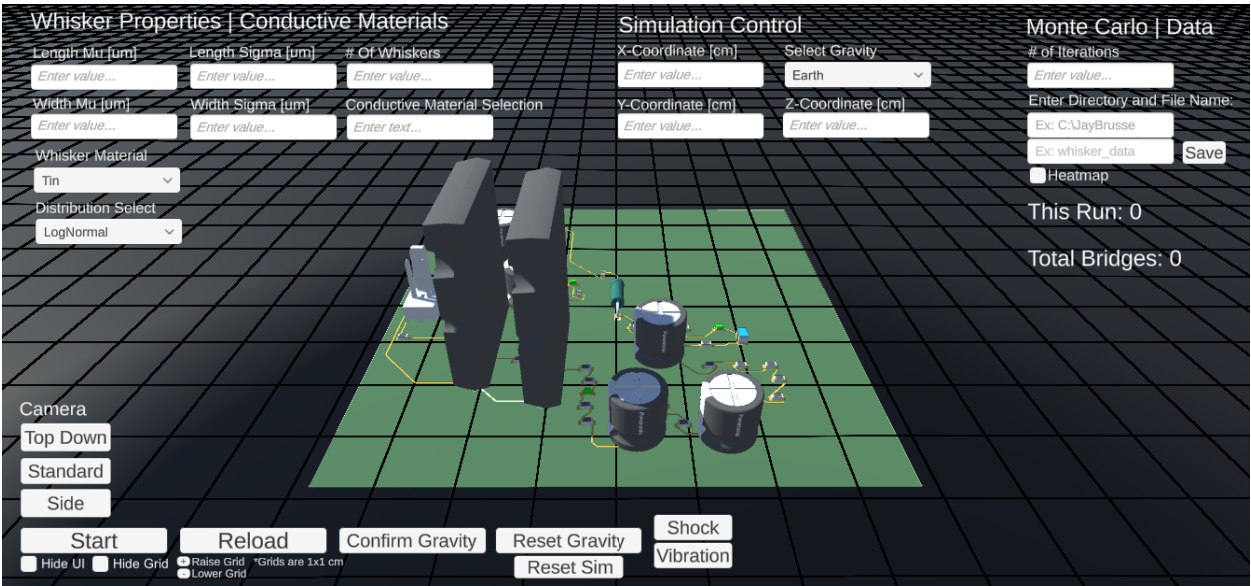 Whisker Properties | Conductive Materials
Length Mu [um]
Length Sigma [um]
# Of Whiskers
Enter value...
Enter value...
Enter value...
Width Mu [um]
Width Sigma [um]
Conductive Material Selection
Enter value...
Enter value...
Enter text...
Whisker Material
Tin
Distribution Select
LogNormal
Simulation Control
X-Coordinate [cm]
Select Gravity
Enter value...
Earth
Y-Coordinate [cm]
Z-Coordinate [cm]
Enter value...
Enter value...
Monte Carlo | Data
# of Iterations
Enter value...
Enter Directory and File Name:
Ex: C:\JayBrusse
Ex: whisker_data
Save
Heatmap
This Run: 0
Total Bridges: 0
Camera
Top Down
Standard
Side
Start
Reload
Confirm Gravity
Reset Gravity
Shock
Vibration
Hide UI
Hide Grid
+ Raise Grid
*Grids are 1x1 cm
- Lower Grid
Reset Sim